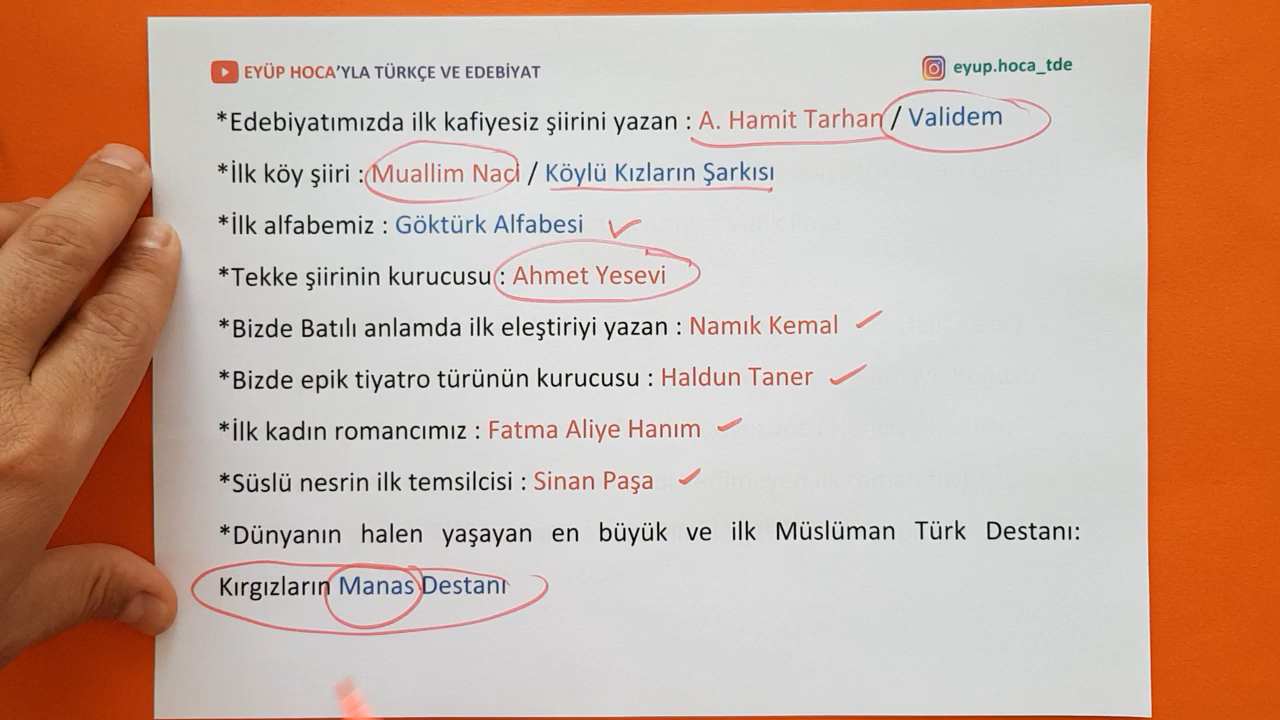 EYÜP HOCA'YLA TÜRKÇE VE EDEBİYAT
eyup.hoca_tde
*Edebiyatımızda ilk kafiyesiz şiirini yazan : A. Hamit Tarhan / Validem
*İlk köy şiiri : Muallim Naci / Köylü Kızların Şarkısı
*İlk alfabemiz : Göktürk Alfabesi
*Tekke şiirinin kurucusu : Ahmet Yesevi
*Bizde Batılı anlamda ilk eleştiriyi yazan : Namık Kemal
*Bizde epik tiyatro türünün kurucusu : Haldun Taner
*İlk kadın romancımız : Fatma Aliye Hanım
*Süslü nesrin ilk temsilcisi : Sinan Paşa
*Dünyanın halen yaşayan en büyük ve ilk Müslüman Türk Destanı:
Kırgızların Manas Destanı